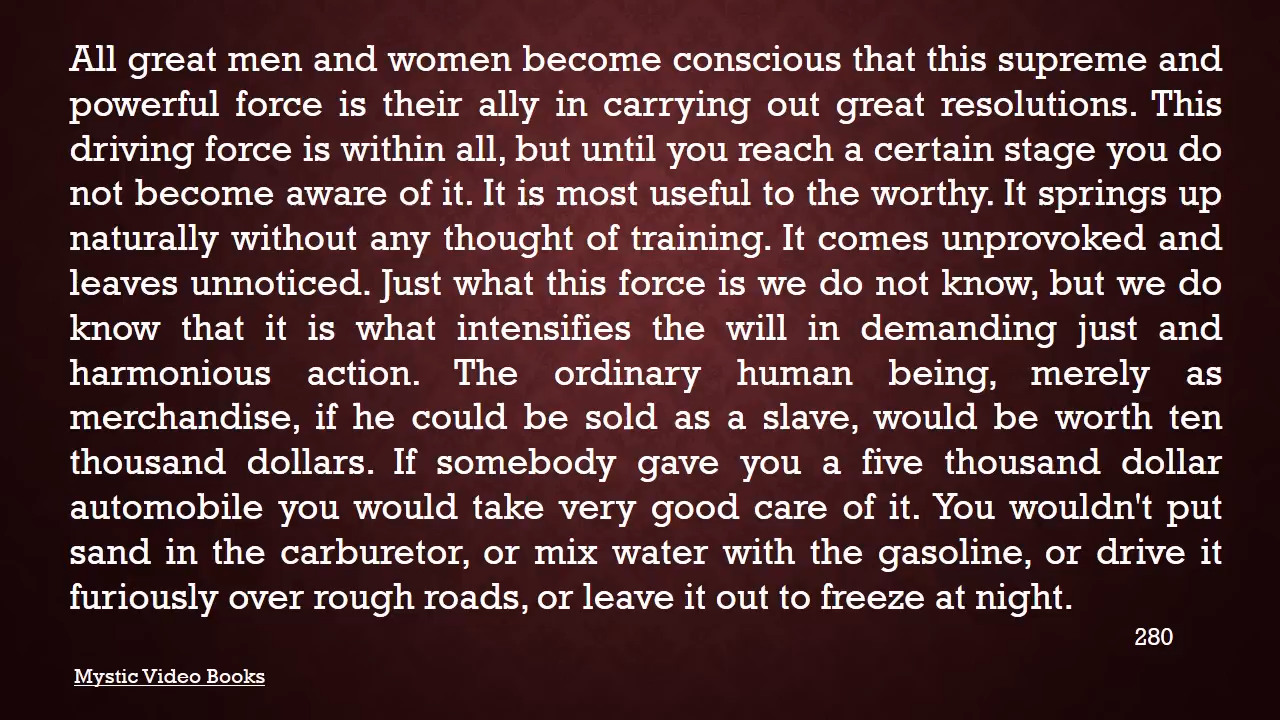 All great men and women become conscious that this supreme and
powerful force is their ally in carrying out great resolutions. This
driving force is within all, but until you reach a certain stage you do
not become aware of it. It is most useful to the worthy. It springs up
naturally without any thought of training. It comes unprovoked and
leaves unnoticed. Just what this force is we do not know, but we do
know that it is what intensifies the will in demanding just and
harmonious action. The ordinary human being, merely as
merchandise, if he could be sold as a slave, would be worth ten
thousand dollars. If somebody gave you a five thousand dollar
automobile you would take very good care of it. You wouldn't put
sand in the carburetor, or mix water with the gasoline, or drive it
furiously over rough roads, or leave it out to freeze at night.
280
Mystic Video Books